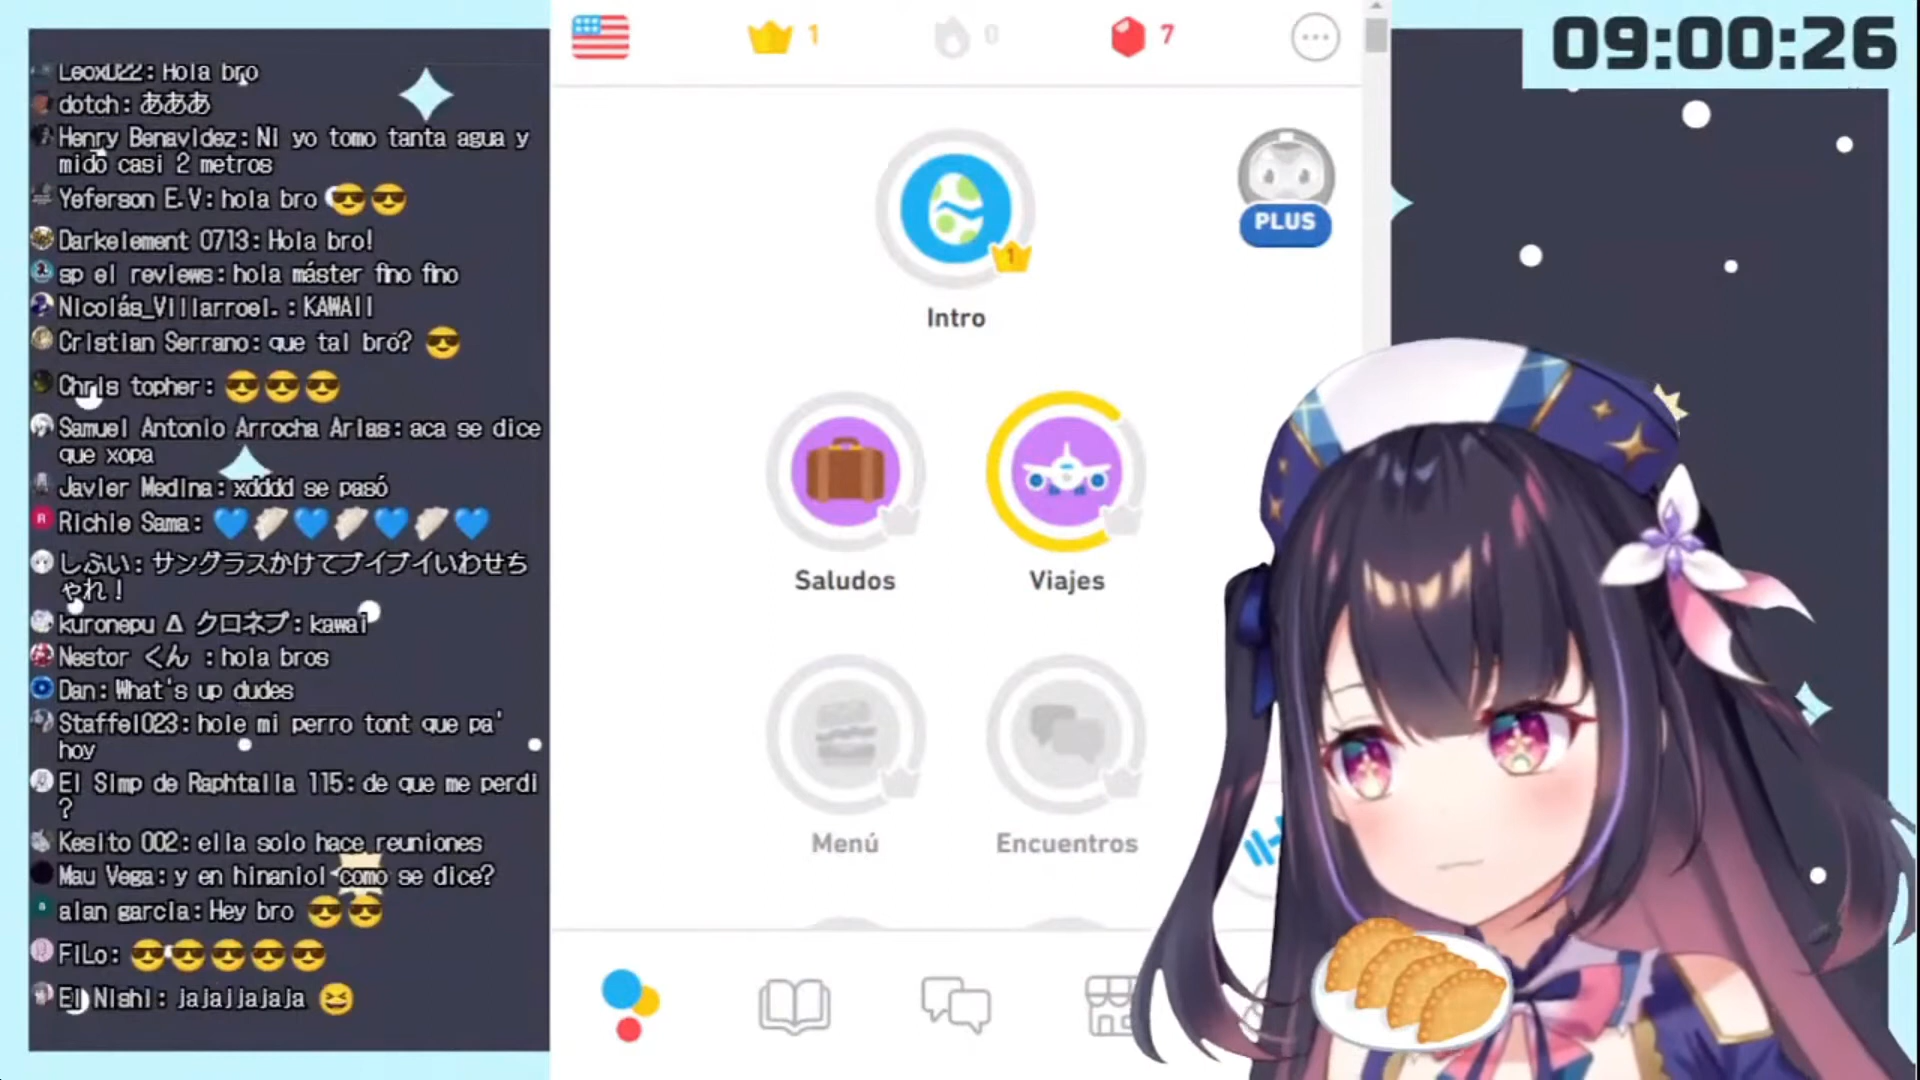 LeoxD22: Hola bro
dotch: あああ
Henry Benavidez: Ni yo tomo tanta agua y
mido casi 2 metros
Yeferson E.V: hola bro 😎😎
Darkelement 0713: Hola bro!
sp el reviews: hola máster fino fino
Nicolás_Villarroel.: KAWAII
Cristian Serrano: que tal bro? 😎
Chris topher: 😎😎😎
Samuel Antonio Arrocha Arias: aca se dice
que xopa
Javier Medina: xdddd se pasó
Richie Sama: 💙🥟💙🥟💙🥟💙
しふい: サングラスかけてブイブイいわせち
ゃれ！
kuronepu Δ クロネプ: kawai
Nestor くん : hola bros
Dan: What's up dudes
Staffel023: hole mi perro tont que pa'
hoy
El Simp de Raphtalia 115: de que me perdi
?
Kesito 002: ella solo hace reuniones
Mau Vega: y en hinanlol como se dice?
alan garcia: Hey bro 😎😎
FiLo: 😎😎😎😎😎
El Nishi: jajajjajaja 😆
1
0
7
PLUS
1
Intro
Saludos
Viajes
Menú
Encuentros
09:00:26